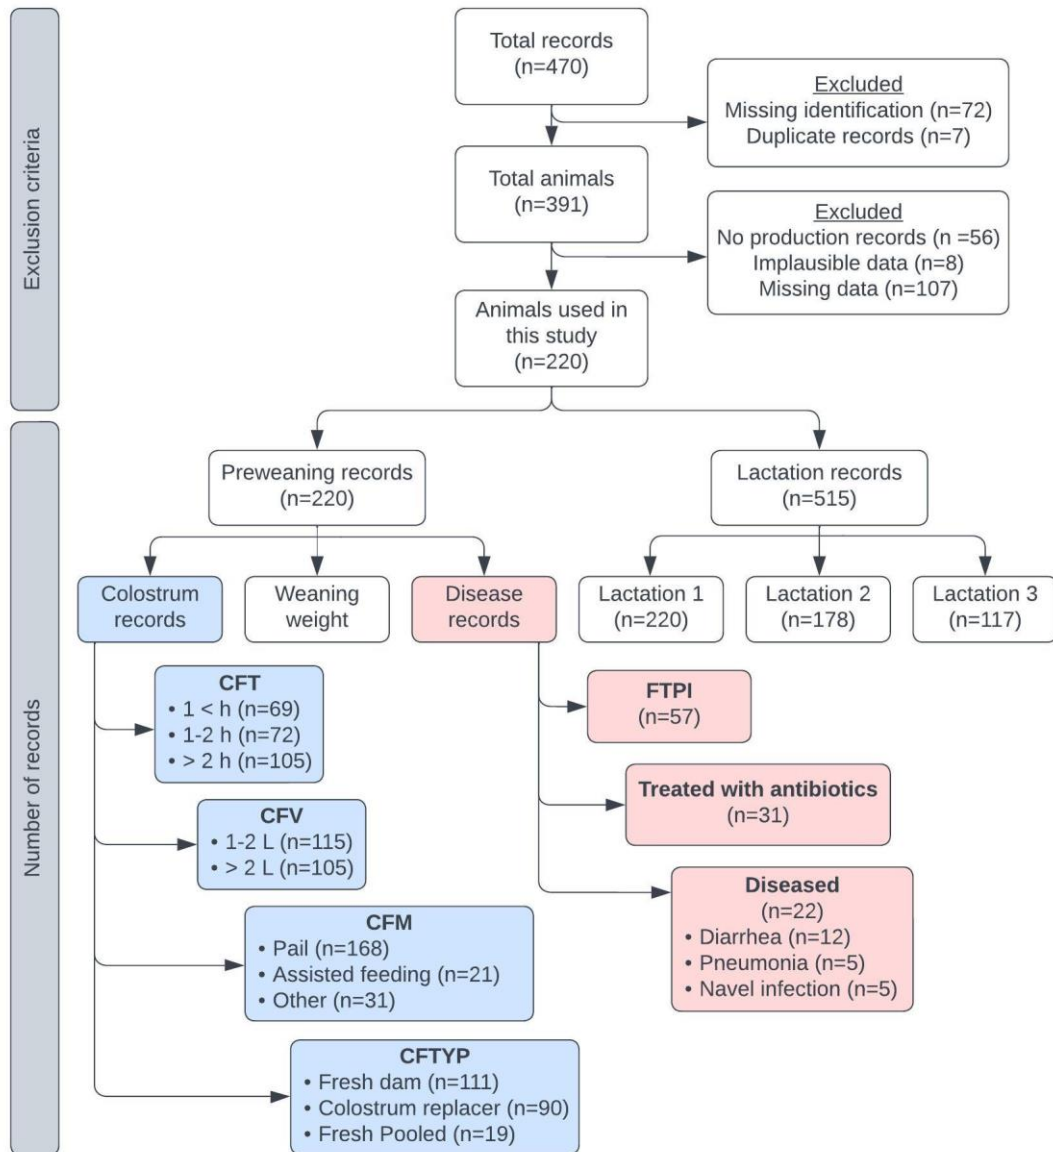 Exclusion criteria
Total records
(n=470)
Excluded
Missing identification (n=72)
Duplicate records (n=7)
Total animals
(n=391)
Excluded
No production records (n =56)
Implausible data (n=8)
Missing data (n=107)
Animals used in
this study
(n=220)
Number of records
Preweaning records
(n=220)
Lactation records
(n=515)
Colostrum
records
Weaning
weight
Disease
records
Lactation 1
(n=220)
Lactation 2
(n=178)
Lactation 3
(n=117)
CFT
• 1 < h (n=69)
• 1-2 h (n=72)
• > 2 h (n=105)
CFV
• 1-2 L (n=115)
• > 2 L (n=105)
CFM
• Pail (n=168)
• Assisted feeding (n=21)
• Other (n=31)
CFTYP
• Fresh dam (n=111)
• Colostrum replacer (n=90)
• Fresh Pooled (n=19)
FTPI
(n=57)
Treated with antibiotics
(n=31)
Diseased
(n=22)
• Diarrhea (n=12)
• Pneumonia (n=5)
• Navel infection (n=5)